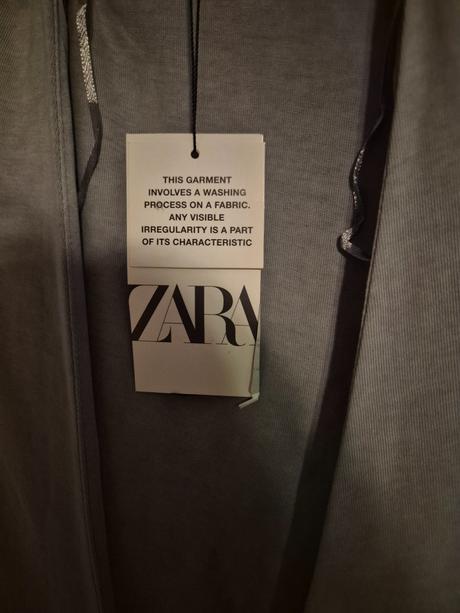 THIS GARMENT
INVOLVES A WASHING
PROCESS ON A FABRIC.
ANY VISIBLE
IRREGULARITY IS A PART
OF ITS CHARACTERISTIC
ZARA